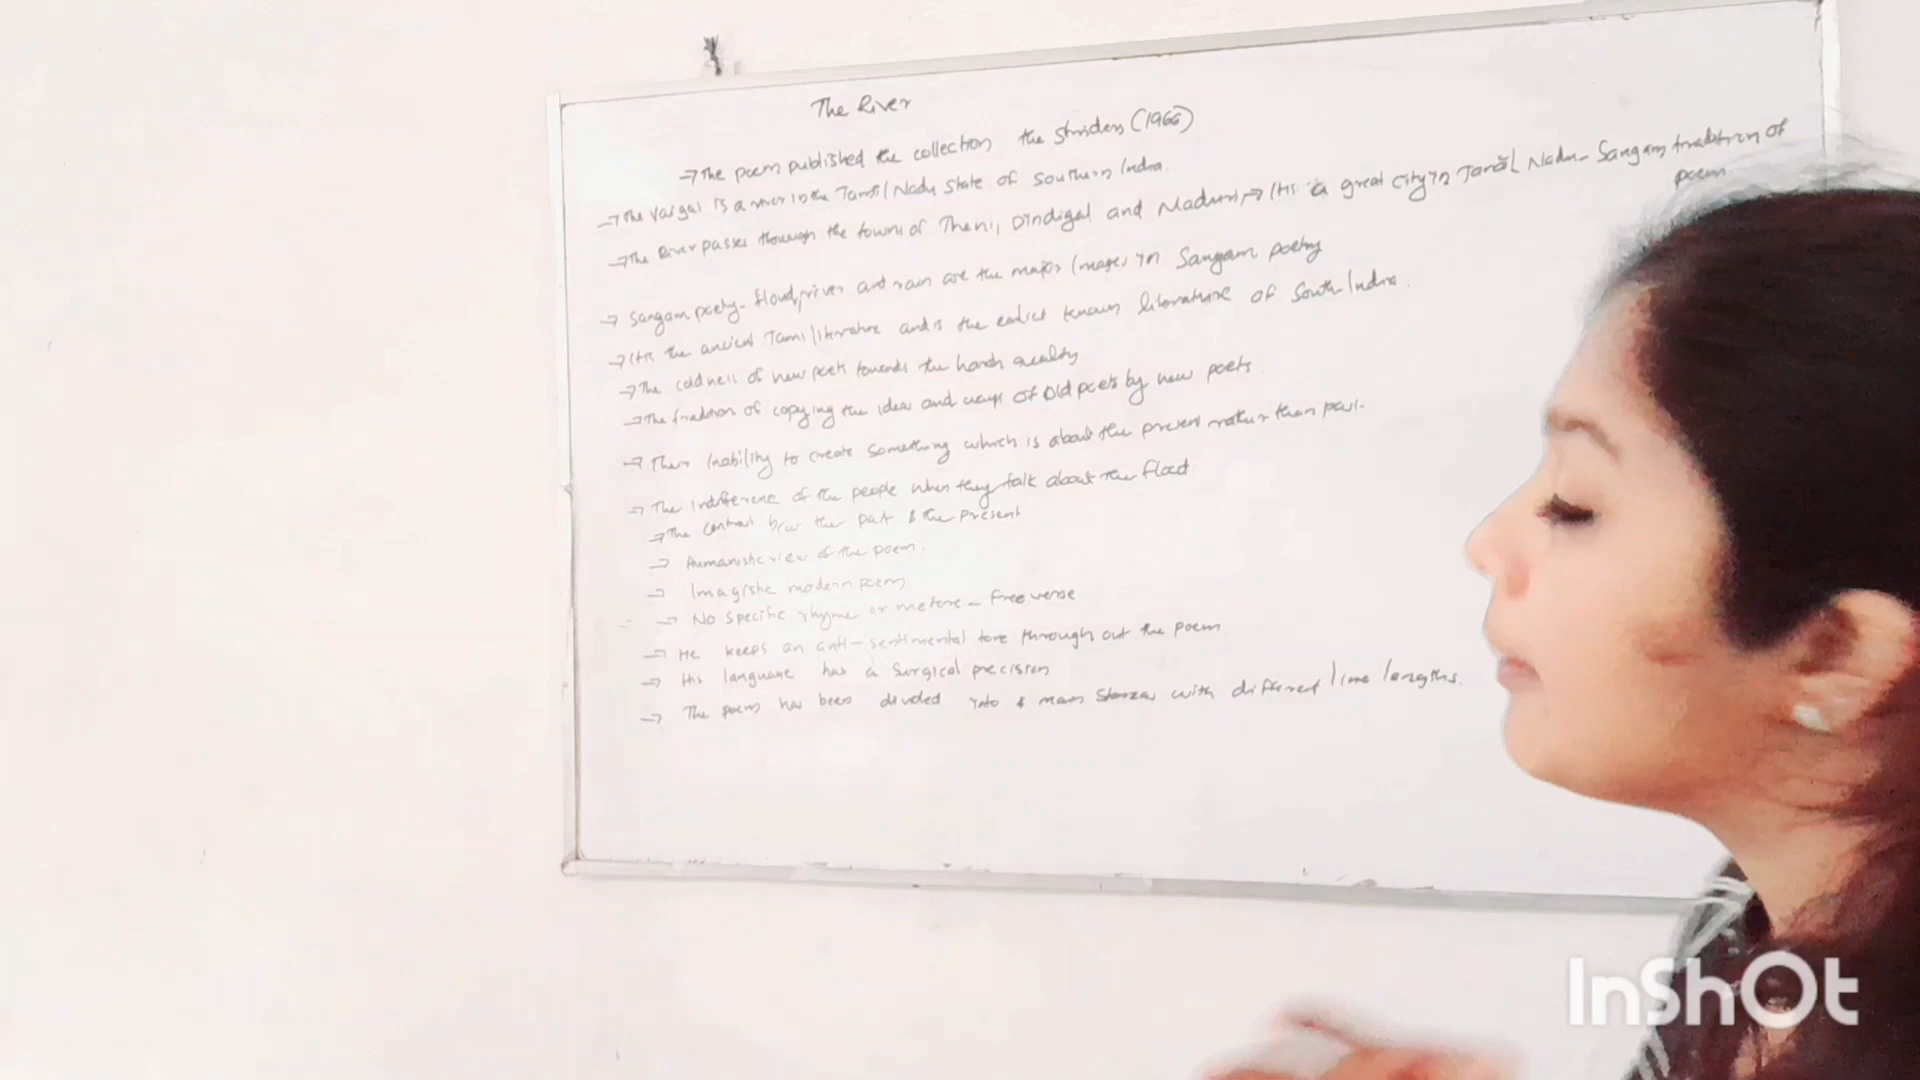 The River
→ The poem published the collection the Striders (1966)
→ The Vaigai is a river in the Tamil Nadu State of Southern India.
→ The River passes through the towns of Theni, Dindigal and Madurai → It is a great city in Tamil Nadu - Sangam tradition of
poem.
→ Sangam poetry - flood, river and rain are the major images in Sangam poetry
→ It is the ancient Tamil literature and is the earliest known literature of South India.
→ The coldness of new poets towards the harsh reality
→ The tradition of copying the ideas and ways of Old poets by new poets.
→ Their inability to create something which is about the present rather than past.
→ The indifference of the people when they talk about the flood
→ The contrast b/w the past & the present
→ Humanistic view of the poem.
→ Imagistic modern poem
→ No specific rhyme or metere - Free verse
→ He keeps an anti-sentimental tone through out the poem
→ His language has a surgical precision
→ The poem has been divided into main stanzas with different line lengths.
InShOt